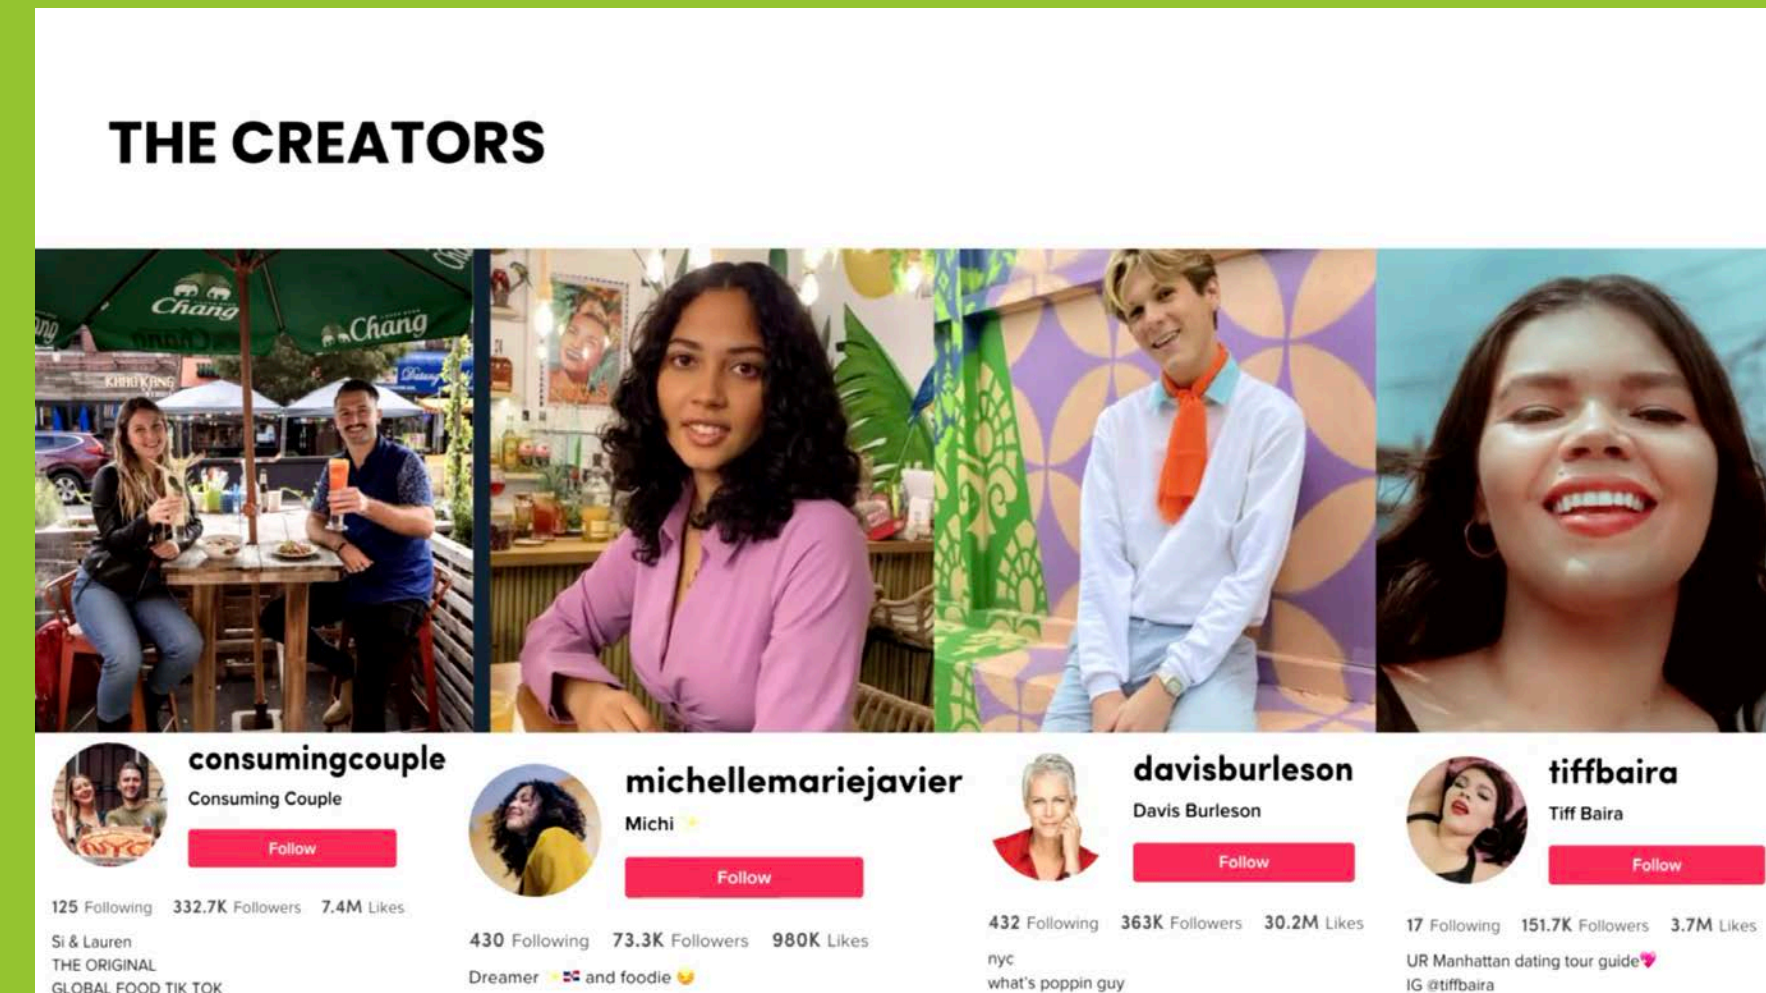 THE CREATORS
Chang
Chang
KHAO KANG
consumingcouple
Consuming Couple
Follow
125 Following 332.7K Followers 7.4M Likes
Si & Lauren
THE ORIGINAL
GLOBAL FOOD TIK TOK
NYC
michellemariejavier
Michi ✨
Follow
430 Following 73.3K Followers 980K Likes
Dreamer ✨🇩🇴 and foodie 😏
davisburleson
Davis Burleson
Follow
432 Following 363K Followers 30.2M Likes
nyc
what's poppin guy
tiffbaira
Tiff Baira
Follow
17 Following 151.7K Followers 3.7M Likes
UR Manhattan dating tour guide💘
IG @tiffbaira